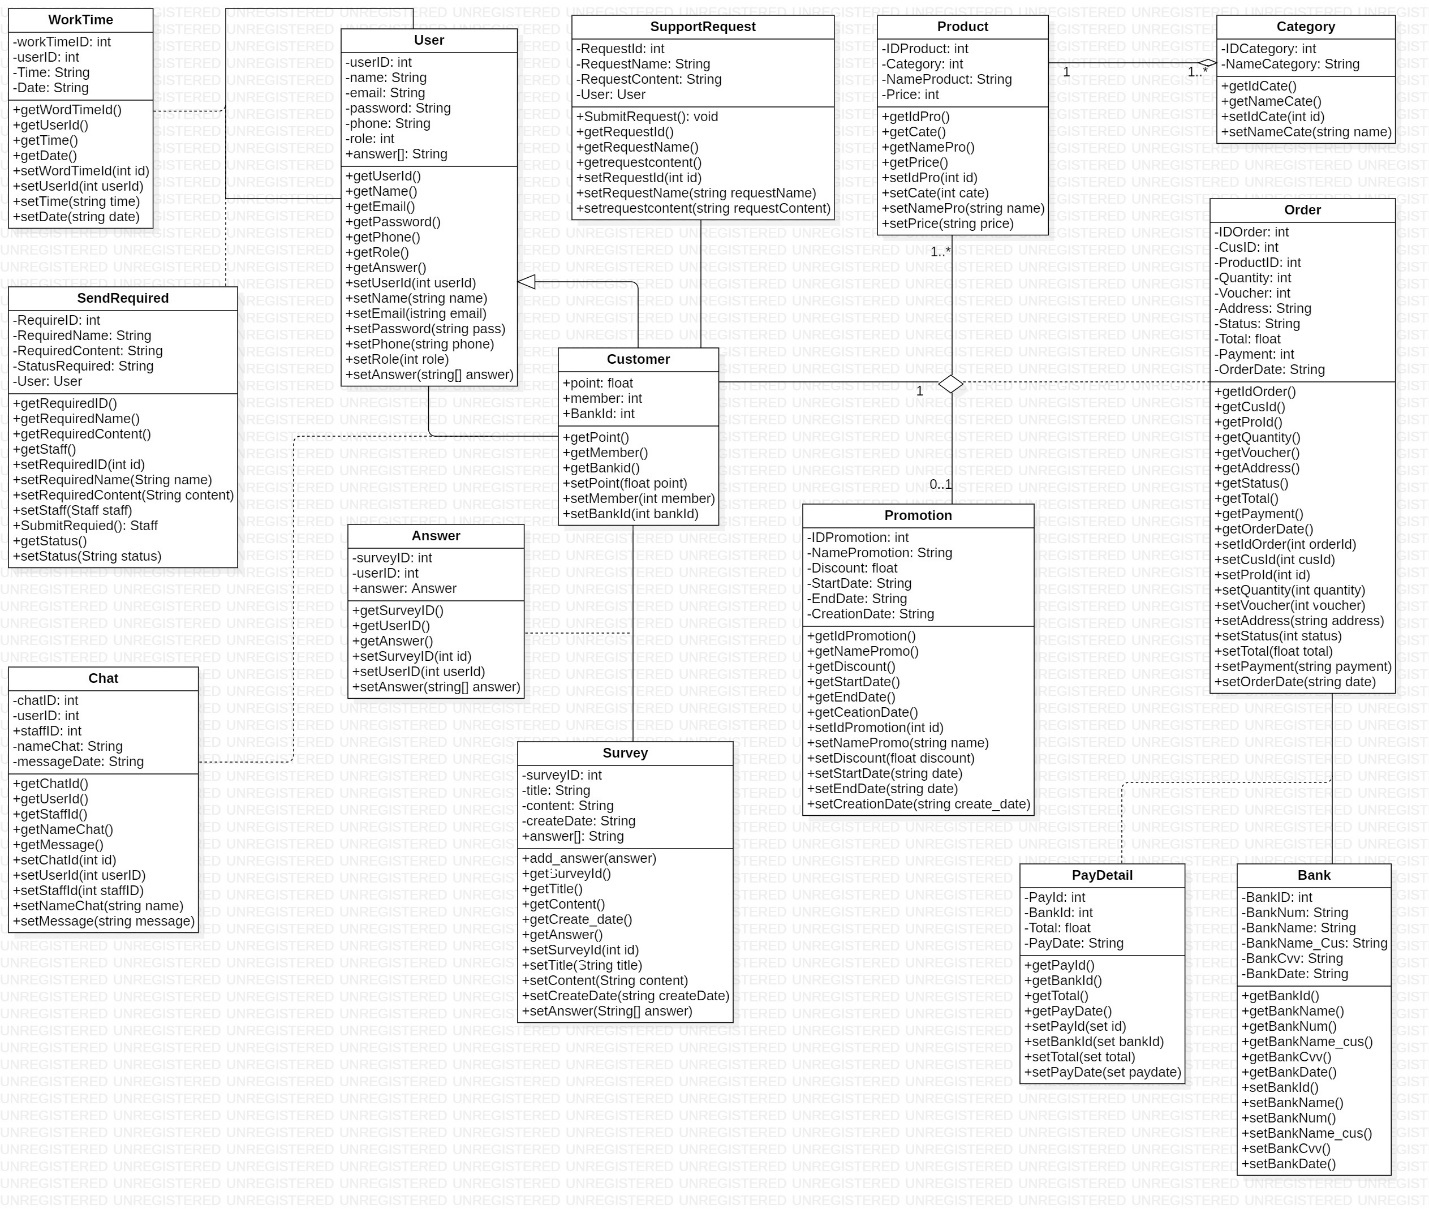 WorkTime
-workTimeID: int
-userID: int
-Time: String
-Date: String
+getWordTimeId()
+getUserId()
+getTime()
+getDate()
+setWordTimeId(int id)
+setUserId(int userId)
+setTime(string time)
+setDate(string date)
User
-userID: int
-name: String
-email: String
-password: String
-phone: String
-role: int
+answer[]: String
+getUserId()
+getName()
+getEmail()
+getPassword()
+getPhone()
+getRole()
+getAnswer()
+setUserId(int userId)
+setName(string name)
+setEmail(istring email)
+setPassword(string pass)
+setPhone(string phone)
+setRole(int role)
+setAnswer(string[] answer)
SupportRequest
-RequestId: int
-RequestName: String
-RequestContent: String
-User: User
+SubmitRequest(): void
+getRequestId()
+getRequestName()
+getrequestcontent()
+setRequestId(int id)
+setRequestName(string requestName)
+setrequestcontent(string requestContent)
Product
-IDProduct: int
-Category: int
-NameProduct: String
-Price: int
+getIdPro()
+getCate()
+getNamePro()
+getPrice()
+setIdPro(int id)
+setCate(int cate)
+setNamePro(string name)
+setPrice(string price)
1
1..*
Category
-IDCategory: int
-NameCategory: String
+getIdCate()
+getNameCate()
+setIdCate(int id)
+setNameCate(string name)
Order
-IDOrder: int
-CusID: int
-ProductID: int
-Quantity: int
-Voucher: int
-Address: String
-Status: String
-Total: float
-Payment: int
-OrderDate: String
+getIdOrder()
+getCusId()
+getProId()
+getQuantity()
+getVoucher()
+getAddress()
+getStatus()
+getTotal()
+getPayment()
+getOrderDate()
+setIdOrder(int orderId)
+setCusId(int cusId)
+setProId(int id)
+setQuantity(int quantity)
+setVoucher(int voucher)
+setAddress(string address)
+setStatus(int status)
+setTotal(float total)
+setPayment(string payment)
+setOrderDate(string date)
1..*
1
0..1
SendRequired
-RequireID: int
-RequiredName: String
-RequiredContent: String
-StatusRequired: String
-User: User
+getRequiredID()
+getRequiredName()
+getRequiredContent()
+getStaff()
+setRequiredID(int id)
+setRequiredName(String name)
+setRequiredContent(String content)
+setStaff(Staff staff)
+SubmitRequied(): Staff
+getStatus()
+setStatus(String status)
Customer
+point: float
+member: int
+BankId: int
+getPoint()
+getMember()
+getBankid()
+setPoint(float point)
+setMember(int member)
+setBankId(int bankId)
Answer
-surveyID: int
-userID: int
+answer: Answer
+getSurveyID()
+getUserID()
+getAnswer()
+setSurveyID(int id)
+setUserID(int userId)
+setAnswer(string[] answer)
Promotion
-IDPromotion: int
-NamePromotion: String
-Discount: float
-StartDate: String
-EndDate: String
-CreationDate: String
+getIdPromotion()
+getNamePromo()
+getDiscount()
+getStartDate()
+getEndDate()
+getCeationDate()
+setIdPromotion(int id)
+setNamePromo(string name)
+setDiscount(float discount)
+setStartDate(string date)
+setEndDate(string date)
+setCreationDate(string create_date)
Chat
-chatID: int
-userID: int
+staffID: int
-nameChat: String
-messageDate: String
+getChatId()
+getUserId()
+getStaffId()
+getNameChat()
+getMessage()
+setChatId(int id)
+setUserId(int userID)
+setStaffId(int staffID)
+setNameChat(string name)
+setMessage(string message)
Survey
-surveyID: int
-title: String
-content: String
-createDate: String
+answer[]: String
+add_answer(answer)
+getSurveyId()
+getTitle()
+getContent()
+getCreate_date()
+getAnswer()
+setSurveyId(int id)
+setTitle(String title)
+setContent(String content)
+setCreateDate(string createDate)
+setAnswer(String[] answer)
PayDetail
-PayId: int
-BankId: int
-Total: float
-PayDate: String
+getPayId()
+getBankId()
+getTotal()
+getPayDate()
+setPayId(set id)
+setBankId(set bankId)
+setTotal(set total)
+setPayDate(set paydate)
Bank
-BankID: int
-BankNum: String
-BankName: String
-BankName_Cus: String
-BankCvv: String
-BankDate: String
+getBankId()
+getBankName()
+getBankNum()
+getBankName_cus()
+getBankCvv()
+getBankDate()
+setBankId()
+setBankName()
+setBankNum()
+setBankName_cus()
+setBankCvv()
+setBankDate()